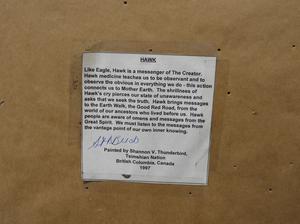 HAWK
Like Eagle, Hawk is a messenger of The Creator.
Hawk medicine teaches us to be observant and to
observe the obvious in everything we do - this action
connects us to Mother Earth. The shrillness of
Hawk's cry pierces our state of unawareness and
asks that we seek the truth. Hawk brings messages
to the Earth Walk, the Good Red Road, from the
world of our ancestors who lived before us. Hawk
people are aware of omens and messages from the
Great Spirit. We must listen to the messages from
the vantage point of our own inner knowing.
Painted by Shannon V. Thunderbird,
Tsimshian Nation
British Columbia, Canada
1997